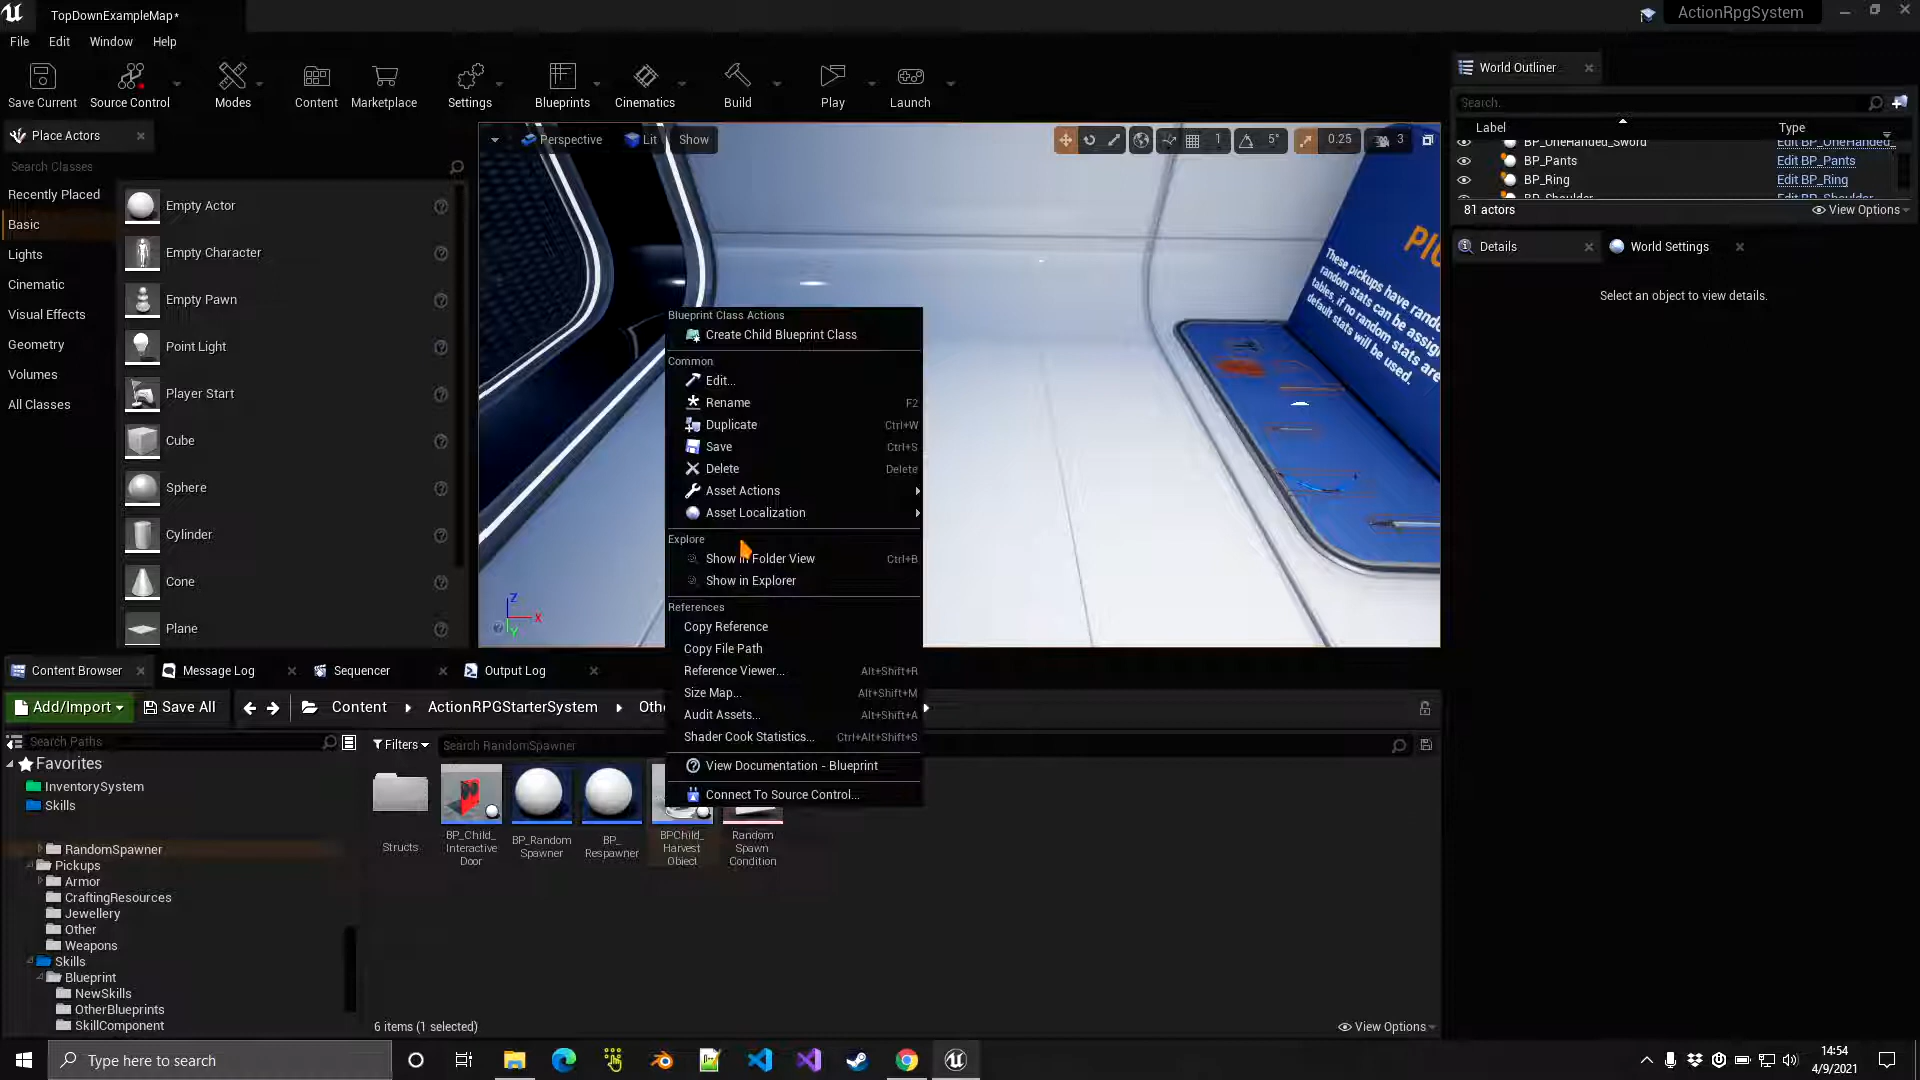 TopDownExampleMap*
ActionRpgSystem
File
Edit
Window
Help
Save Current
Source Control
Modes
Content
Marketplace
Settings
Blueprints
Cinematics
Build
Play
Launch
World Outliner
Search.
Label
Type
BP_OneHanded_Sword
Edit BP_OneHanded_
BP_Pants
Edit BP_Pants
BP_Ring
Edit BP_Ring
BP_Shoulder
Edit BP_Shoulder
81 actors
View Options
Details
World Settings
Select an object to view details.
Place Actors
Search Classes
Recently Placed
Basic
Lights
Cinematic
Visual Effects
Geometry
Volumes
All Classes
Empty Actor
Empty Character
Empty Pawn
Point Light
Player Start
Cube
Sphere
Cylinder
Cone
Plane
Perspective
Lit
Show
1
5°
0.25
3
These pickups have rando
random stats can be assig
tables, if no random stats are
default stats will be used.
Z
X
Y
Blueprint Class Actions
Create Child Blueprint Class
Common
Edit...
Rename F2
Duplicate Ctrl+W
Save Ctrl+S
Delete Delete
Asset Actions
Asset Localization
Explore
Show in Folder View Ctrl+B
Show in Explorer
References
Copy Reference
Copy File Path
Reference Viewer... Alt+Shift+R
Size Map... Alt+Shift+M
Audit Assets... Alt+Shift+A
Shader Cook Statistics... Ctrl+Alt+Shift+S
View Documentation - Blueprint
Connect To Source Control...
Content Browser
Message Log
Sequencer
Output Log
Add/Import
Save All
Content
ActionRPGStarterSystem
Oth
Search Paths
Filters
Search RandomSpawner
Favorites
InventorySystem
Skills
RandomSpawner
Pickups
Armor
CraftingResources
Jewellery
Other
Weapons
Skills
Blueprint
NewSkills
OtherBlueprints
SkillComponent
Structs
BP_Child_
Interactive
Door
BP_Random
Spawner
BP_
Respawner
BPChild_
Harvest
Object
Random
Spawn
Condition
6 items (1 selected)
View Options
Type here to search
14:54
4/9/2021